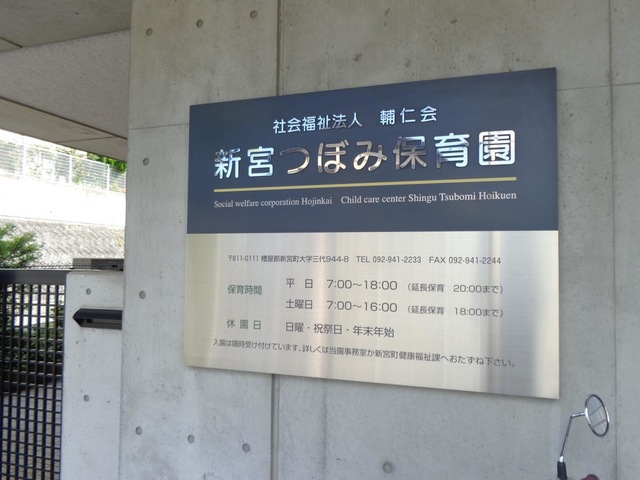 社会福祉法人　輔仁会
新宮つぼみ保育園
Social welfare corporation Hojinkai　Child care center Shingu Tsubomi Hoikuen
〒811-0111 糟屋郡新宮町大字三代944-8　TEL 092-941-2233　FAX 092-941-2244
保育時間　平　日　7:00〜18:00　（延長保育　20:00まで）
土曜日　7:00〜16:00　（延長保育　18:00まで）
休 園 日　日曜・祝祭日・年末年始
入園は随時受け付けています。詳しくは当園事務室か新宮町健康福祉課へおたずね下さい。